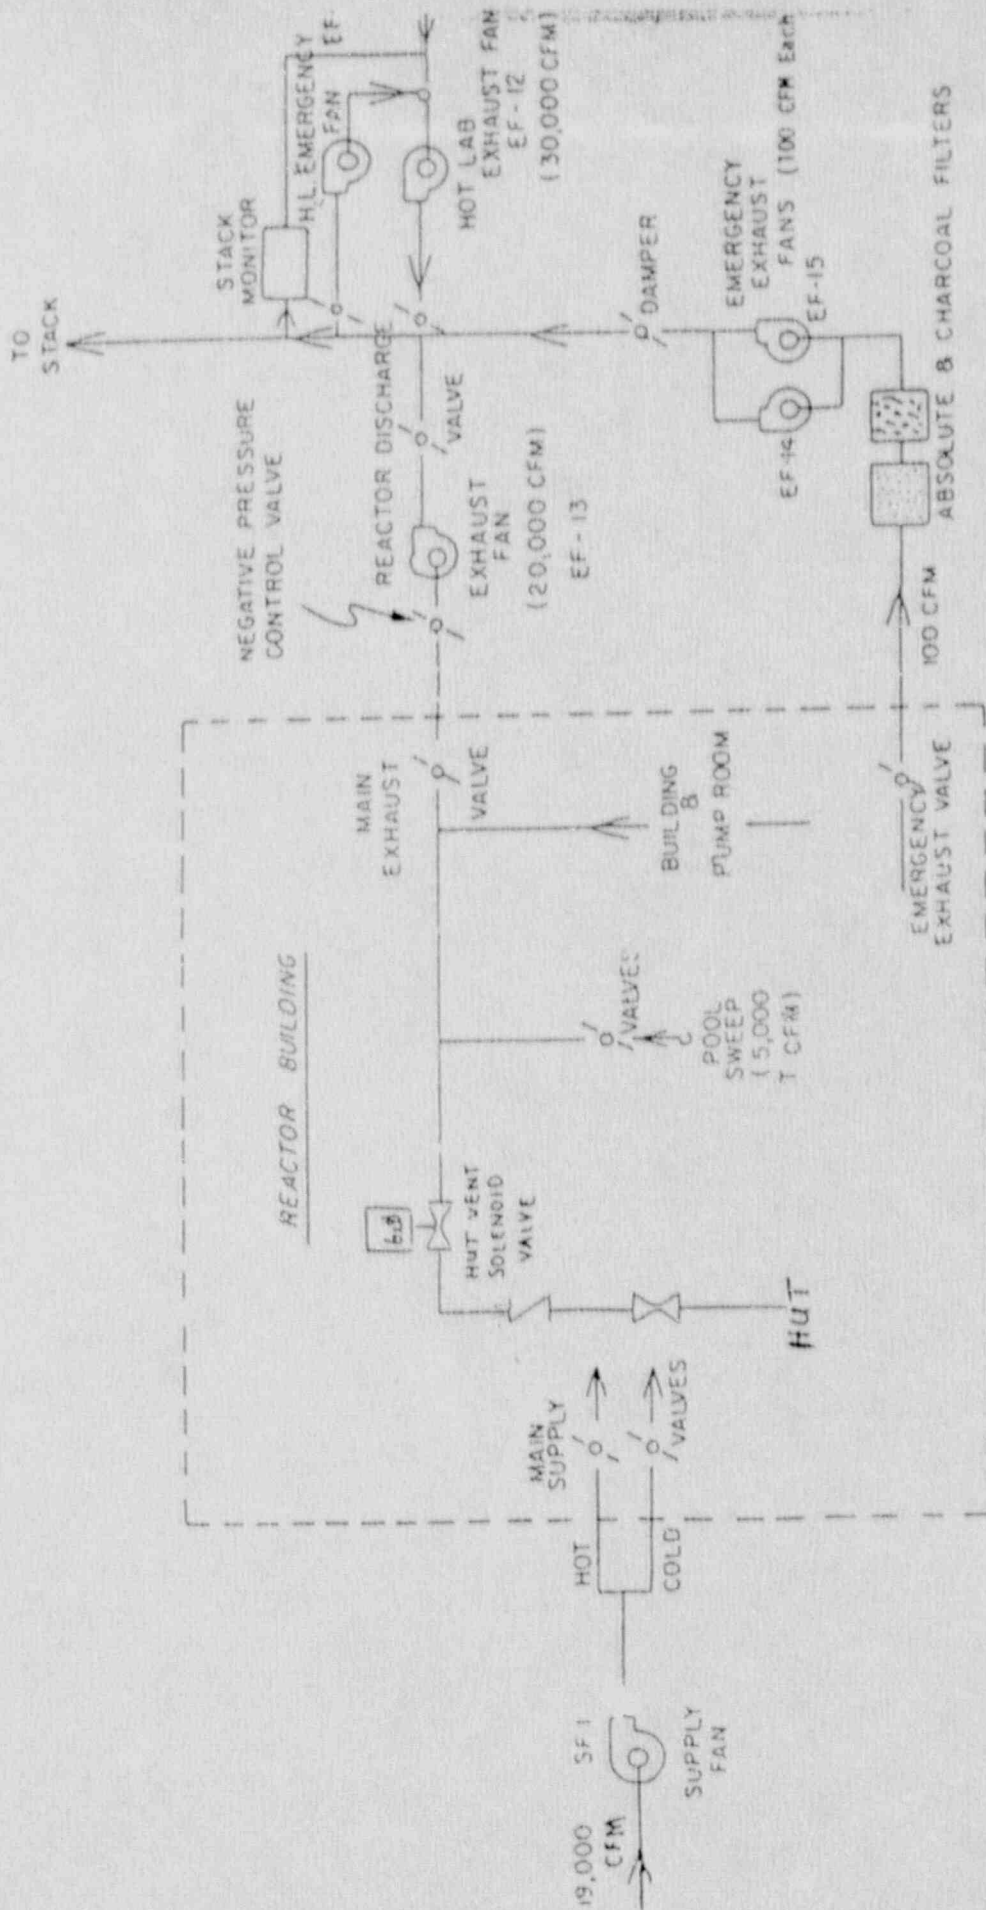 TO
STACK
STACK
MONITOR
H.L. EMERGENCY
FAN
EF-
HOT LAB
EXHAUST FAN
EF-12
(30,000 CFM)
NEGATIVE PRESSURE
CONTROL VALVE
REACTOR DISCHARGE
VALVE
EXHAUST
FAN
(20,000 CFM)
EF-13
DAMPER
EMERGENCY
EXHAUST
FANS (100 CFM Each
EF-15
EF-14
ABSOLUTE & CHARCOAL FILTERS
100 CFM
EMERGENCY
EXHAUST VALVE
MAIN
EXHAUST
VALVE
BUILDING
&
PUMP ROOM
REACTOR BUILDING
VALVES
POOL
SWEEP
(5,000
CFM)
HUT VENT
SOLENOID
VALVE
HUT
MAIN
SUPPLY
VALVES
HOT
COLD
SF 1
SUPPLY
FAN
19,000
CFM